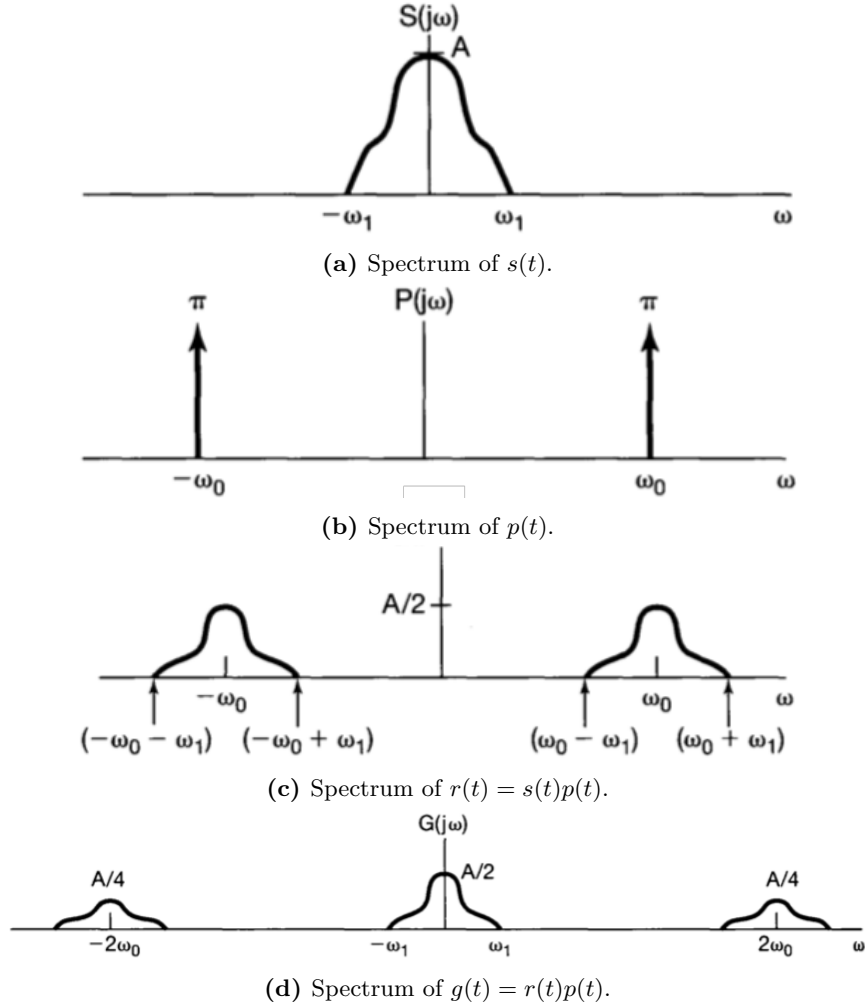 S(jω)
A
−ω₁ ω₁ ω
(a) Spectrum of s(t).
π P(jω) π
−ω₀ ω₀ ω
(b) Spectrum of p(t).
A/2
−ω₀ ω₀ ω
(−ω₀ − ω₁) (−ω₀ + ω₁) (ω₀ − ω₁) (ω₀ + ω₁)
(c) Spectrum of r(t) = s(t)p(t).
G(jω)
A/4 A/2 A/4
−2ω₀ −ω₁ ω₁ 2ω₀ ω
(d) Spectrum of g(t) = r(t)p(t).